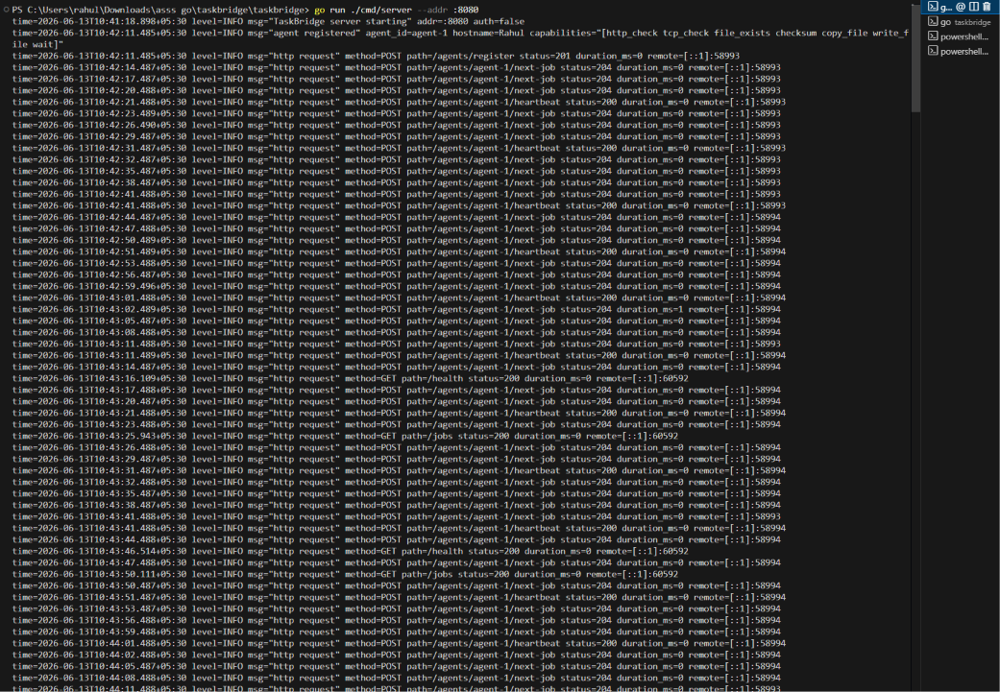 PS C:\Users\rahul\Downloads\asss go\taskbridge\taskbridge> go run ./cmd/server --addr :8080
time=2026-06-13T10:41:18.898+05:30 level=INFO msg="TaskBridge server starting" addr=:8080 auth=false
time=2026-06-13T10:42:11.485+05:30 level=INFO msg="agent registered" agent_id=agent-1 hostname=Rahul capabilities="[http_check tcp_check file_exists checksum copy_file write_f
ile wait]"
time=2026-06-13T10:42:11.485+05:30 level=INFO msg="http request" method=POST path=/agents/register status=201 duration_ms=0 remote=[::1]:58993
time=2026-06-13T10:42:14.487+05:30 level=INFO msg="http request" method=POST path=/agents/agent-1/next-job status=204 duration_ms=0 remote=[::1]:58993
time=2026-06-13T10:42:17.487+05:30 level=INFO msg="http request" method=POST path=/agents/agent-1/next-job status=204 duration_ms=0 remote=[::1]:58993
time=2026-06-13T10:42:20.488+05:30 level=INFO msg="http request" method=POST path=/agents/agent-1/next-job status=204 duration_ms=0 remote=[::1]:58993
time=2026-06-13T10:42:21.488+05:30 level=INFO msg="http request" method=POST path=/agents/agent-1/heartbeat status=200 duration_ms=0 remote=[::1]:58993
time=2026-06-13T10:42:23.489+05:30 level=INFO msg="http request" method=POST path=/agents/agent-1/next-job status=204 duration_ms=0 remote=[::1]:58993
time=2026-06-13T10:42:26.490+05:30 level=INFO msg="http request" method=POST path=/agents/agent-1/next-job status=204 duration_ms=0 remote=[::1]:58993
time=2026-06-13T10:42:29.487+05:30 level=INFO msg="http request" method=POST path=/agents/agent-1/next-job status=204 duration_ms=0 remote=[::1]:58993
time=2026-06-13T10:42:31.487+05:30 level=INFO msg="http request" method=POST path=/agents/agent-1/heartbeat status=200 duration_ms=0 remote=[::1]:58993
time=2026-06-13T10:42:32.487+05:30 level=INFO msg="http request" method=POST path=/agents/agent-1/next-job status=204 duration_ms=0 remote=[::1]:58993
time=2026-06-13T10:42:35.487+05:30 level=INFO msg="http request" method=POST path=/agents/agent-1/next-job status=204 duration_ms=0 remote=[::1]:58993
time=2026-06-13T10:42:38.487+05:30 level=INFO msg="http request" method=POST path=/agents/agent-1/next-job status=204 duration_ms=0 remote=[::1]:58993
time=2026-06-13T10:42:41.488+05:30 level=INFO msg="http request" method=POST path=/agents/agent-1/next-job status=204 duration_ms=0 remote=[::1]:58993
time=2026-06-13T10:42:41.488+05:30 level=INFO msg="http request" method=POST path=/agents/agent-1/heartbeat status=200 duration_ms=0 remote=[::1]:58993
time=2026-06-13T10:42:44.487+05:30 level=INFO msg="http request" method=POST path=/agents/agent-1/next-job status=204 duration_ms=0 remote=[::1]:58994
time=2026-06-13T10:42:47.488+05:30 level=INFO msg="http request" method=POST path=/agents/agent-1/next-job status=204 duration_ms=0 remote=[::1]:58994
time=2026-06-13T10:42:50.489+05:30 level=INFO msg="http request" method=POST path=/agents/agent-1/next-job status=204 duration_ms=0 remote=[::1]:58994
time=2026-06-13T10:42:51.489+05:30 level=INFO msg="http request" method=POST path=/agents/agent-1/heartbeat status=200 duration_ms=0 remote=[::1]:58994
time=2026-06-13T10:42:53.488+05:30 level=INFO msg="http request" method=POST path=/agents/agent-1/next-job status=204 duration_ms=0 remote=[::1]:58994
time=2026-06-13T10:42:56.487+05:30 level=INFO msg="http request" method=POST path=/agents/agent-1/next-job status=204 duration_ms=0 remote=[::1]:58994
time=2026-06-13T10:42:59.496+05:30 level=INFO msg="http request" method=POST path=/agents/agent-1/next-job status=204 duration_ms=0 remote=[::1]:58994
time=2026-06-13T10:43:01.488+05:30 level=INFO msg="http request" method=POST path=/agents/agent-1/heartbeat status=200 duration_ms=0 remote=[::1]:58994
time=2026-06-13T10:43:02.489+05:30 level=INFO msg="http request" method=POST path=/agents/agent-1/next-job status=204 duration_ms=1 remote=[::1]:58994
time=2026-06-13T10:43:05.487+05:30 level=INFO msg="http request" method=POST path=/agents/agent-1/next-job status=204 duration_ms=0 remote=[::1]:58994
time=2026-06-13T10:43:08.488+05:30 level=INFO msg="http request" method=POST path=/agents/agent-1/next-job status=204 duration_ms=0 remote=[::1]:58994
time=2026-06-13T10:43:11.488+05:30 level=INFO msg="http request" method=POST path=/agents/agent-1/next-job status=204 duration_ms=0 remote=[::1]:58993
time=2026-06-13T10:43:11.489+05:30 level=INFO msg="http request" method=POST path=/agents/agent-1/heartbeat status=200 duration_ms=0 remote=[::1]:58994
time=2026-06-13T10:43:14.487+05:30 level=INFO msg="http request" method=POST path=/agents/agent-1/next-job status=204 duration_ms=0 remote=[::1]:58994
time=2026-06-13T10:43:16.109+05:30 level=INFO msg="http request" method=GET path=/health status=200 duration_ms=0 remote=[::1]:60592
time=2026-06-13T10:43:17.488+05:30 level=INFO msg="http request" method=POST path=/agents/agent-1/next-job status=204 duration_ms=0 remote=[::1]:58994
time=2026-06-13T10:43:20.487+05:30 level=INFO msg="http request" method=POST path=/agents/agent-1/next-job status=204 duration_ms=0 remote=[::1]:58994
time=2026-06-13T10:43:21.488+05:30 level=INFO msg="http request" method=POST path=/agents/agent-1/heartbeat status=200 duration_ms=0 remote=[::1]:58994
time=2026-06-13T10:43:23.488+05:30 level=INFO msg="http request" method=POST path=/agents/agent-1/next-job status=204 duration_ms=0 remote=[::1]:58994
time=2026-06-13T10:43:25.943+05:30 level=INFO msg="http request" method=GET path=/jobs status=200 duration_ms=0 remote=[::1]:60592
time=2026-06-13T10:43:26.488+05:30 level=INFO msg="http request" method=POST path=/agents/agent-1/next-job status=204 duration_ms=0 remote=[::1]:58994
time=2026-06-13T10:43:29.487+05:30 level=INFO msg="http request" method=POST path=/agents/agent-1/next-job status=204 duration_ms=0 remote=[::1]:58994
time=2026-06-13T10:43:31.487+05:30 level=INFO msg="http request" method=POST path=/agents/agent-1/heartbeat status=200 duration_ms=0 remote=[::1]:58994
time=2026-06-13T10:43:32.488+05:30 level=INFO msg="http request" method=POST path=/agents/agent-1/next-job status=204 duration_ms=0 remote=[::1]:58994
time=2026-06-13T10:43:35.487+05:30 level=INFO msg="http request" method=POST path=/agents/agent-1/next-job status=204 duration_ms=0 remote=[::1]:58994
time=2026-06-13T10:43:38.487+05:30 level=INFO msg="http request" method=POST path=/agents/agent-1/next-job status=204 duration_ms=0 remote=[::1]:58994
time=2026-06-13T10:43:41.488+05:30 level=INFO msg="http request" method=POST path=/agents/agent-1/next-job status=204 duration_ms=0 remote=[::1]:58993
time=2026-06-13T10:43:41.488+05:30 level=INFO msg="http request" method=POST path=/agents/agent-1/heartbeat status=200 duration_ms=0 remote=[::1]:58994
time=2026-06-13T10:43:44.488+05:30 level=INFO msg="http request" method=POST path=/agents/agent-1/next-job status=204 duration_ms=0 remote=[::1]:58994
time=2026-06-13T10:43:46.514+05:30 level=INFO msg="http request" method=GET path=/health status=200 duration_ms=0 remote=[::1]:60592
time=2026-06-13T10:43:47.488+05:30 level=INFO msg="http request" method=POST path=/agents/agent-1/next-job status=204 duration_ms=0 remote=[::1]:58994
time=2026-06-13T10:43:50.111+05:30 level=INFO msg="http request" method=GET path=/jobs status=200 duration_ms=0 remote=[::1]:60592
time=2026-06-13T10:43:50.487+05:30 level=INFO msg="http request" method=POST path=/agents/agent-1/next-job status=204 duration_ms=0 remote=[::1]:58994
time=2026-06-13T10:43:51.487+05:30 level=INFO msg="http request" method=POST path=/agents/agent-1/heartbeat status=200 duration_ms=0 remote=[::1]:58994
time=2026-06-13T10:43:53.487+05:30 level=INFO msg="http request" method=POST path=/agents/agent-1/next-job status=204 duration_ms=0 remote=[::1]:58994
time=2026-06-13T10:43:56.488+05:30 level=INFO msg="http request" method=POST path=/agents/agent-1/next-job status=204 duration_ms=0 remote=[::1]:58994
time=2026-06-13T10:43:59.488+05:30 level=INFO msg="http request" method=POST path=/agents/agent-1/next-job status=204 duration_ms=0 remote=[::1]:58994
time=2026-06-13T10:44:01.488+05:30 level=INFO msg="http request" method=POST path=/agents/agent-1/heartbeat status=200 duration_ms=0 remote=[::1]:58994
time=2026-06-13T10:44:02.488+05:30 level=INFO msg="http request" method=POST path=/agents/agent-1/next-job status=204 duration_ms=0 remote=[::1]:58994
time=2026-06-13T10:44:05.487+05:30 level=INFO msg="http request" method=POST path=/agents/agent-1/next-job status=204 duration_ms=0 remote=[::1]:58994
time=2026-06-13T10:44:08.488+05:30 level=INFO msg="http request" method=POST path=/agents/agent-1/next-job status=204 duration_ms=0 remote=[::1]:58994
time=2026-06-13T10:44:11.488+05:30 level=INFO msg="http request" method=POST path=/agents/agent-1/next-job status=204 duration_ms=0 remote=[::1]:58993
g...
go taskbridge
powershell...
powershell...